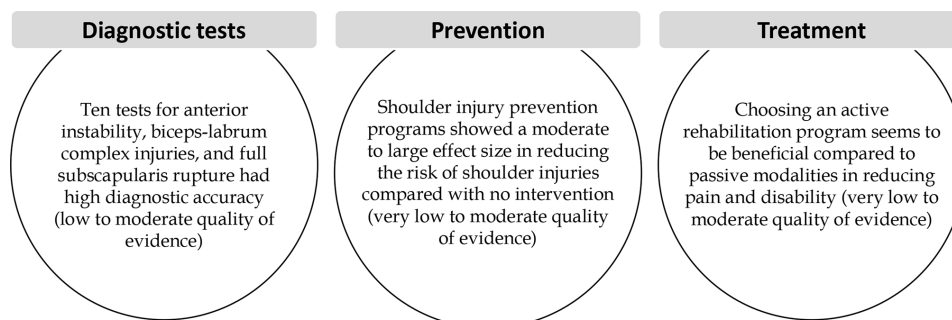 Diagnostic tests
Ten tests for anterior
instability, biceps-labrum
complex injuries, and full
subscapularis rupture had
high diagnostic accuracy
(low to moderate quality of
evidence)
Prevention
Shoulder injury prevention
programs showed a moderate
to large effect size in reducing
the risk of shoulder injuries
compared with no intervention
(very low to moderate quality
of evidence)
Treatment
Choosing an active
rehabilitation program seems to
be beneficial compared to
passive modalities in reducing
pain and disability (very low to
moderate quality of evidence)